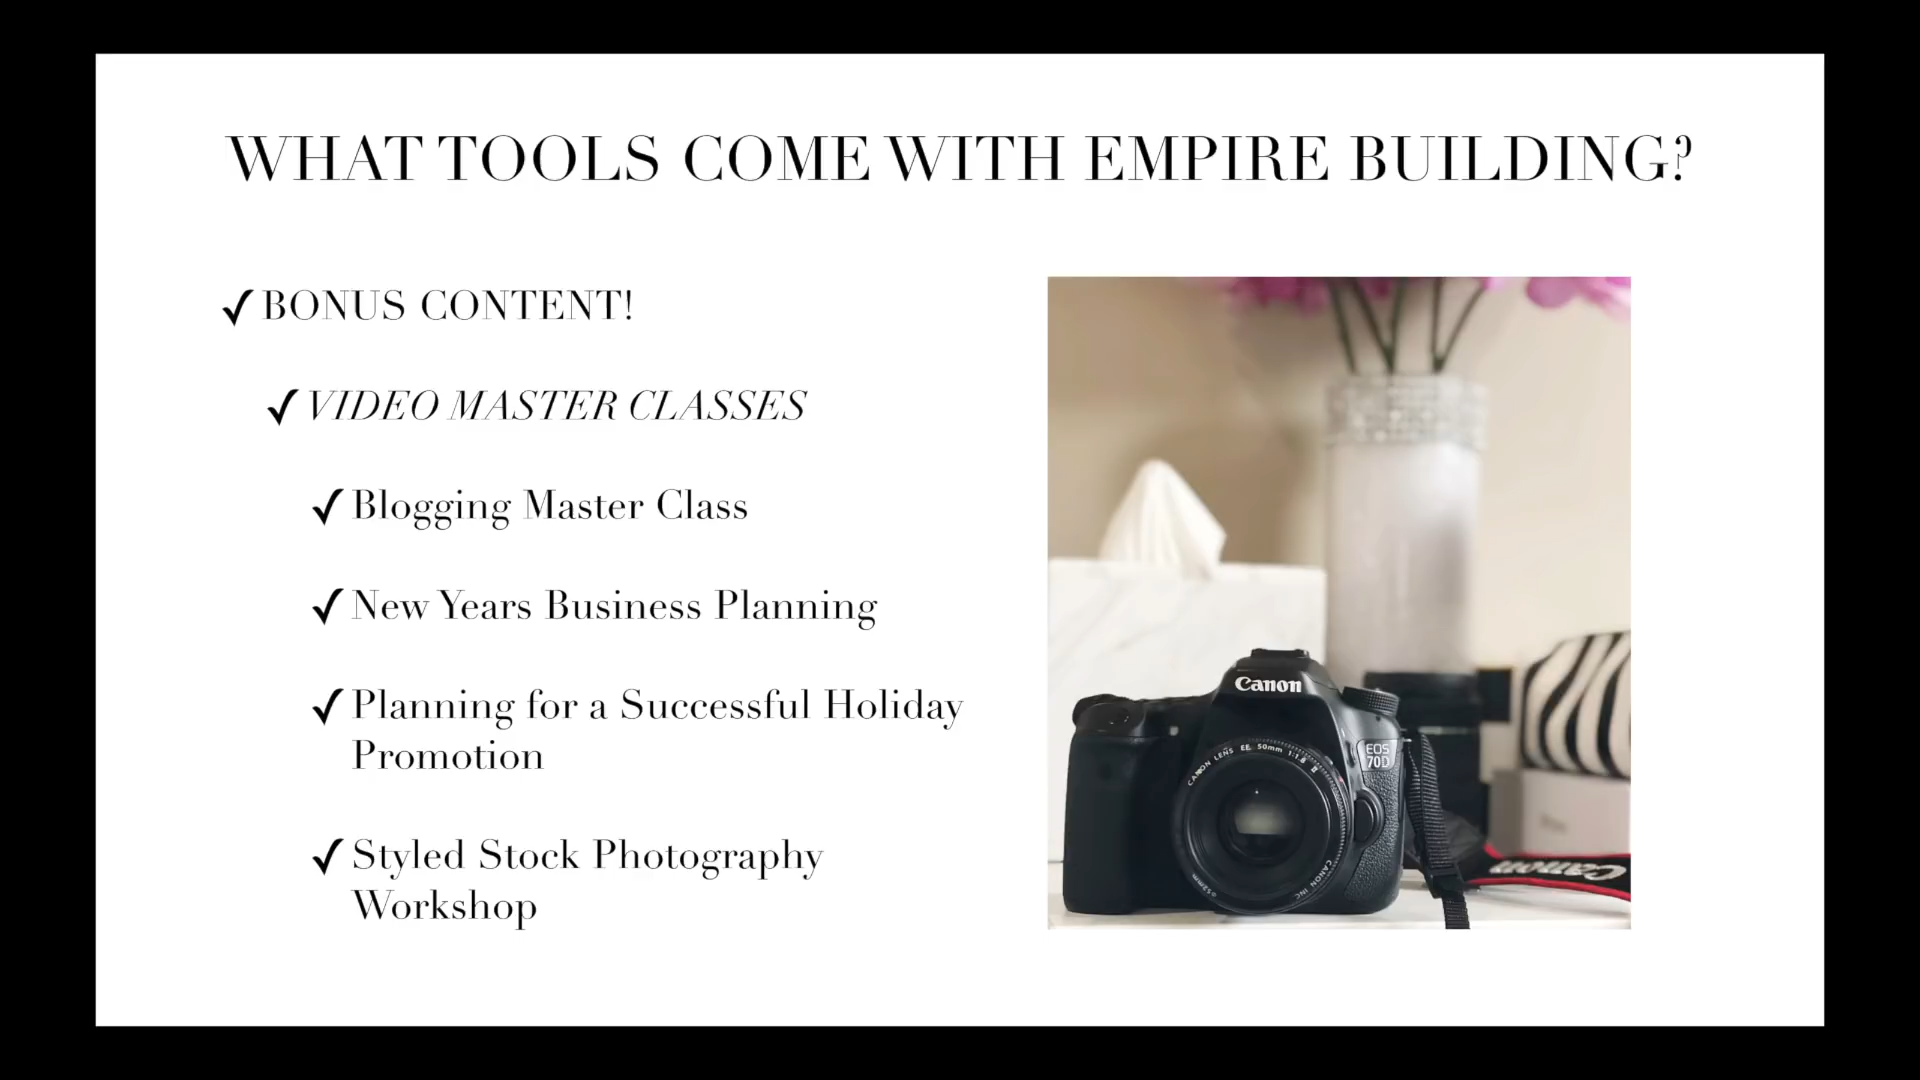 WHAT TOOLS COME WITH EMPIRE BUILDING?
✓BONUS CONTENT!
✓VIDEO MASTER CLASSES
✓Blogging Master Class
✓New Years Business Planning
✓Planning for a Successful Holiday
Promotion
✓Styled Stock Photography
Workshop
Canon
EOS
70D
CANON LENS EF 50mm 1:1.8 II
CANON INC.
Canon